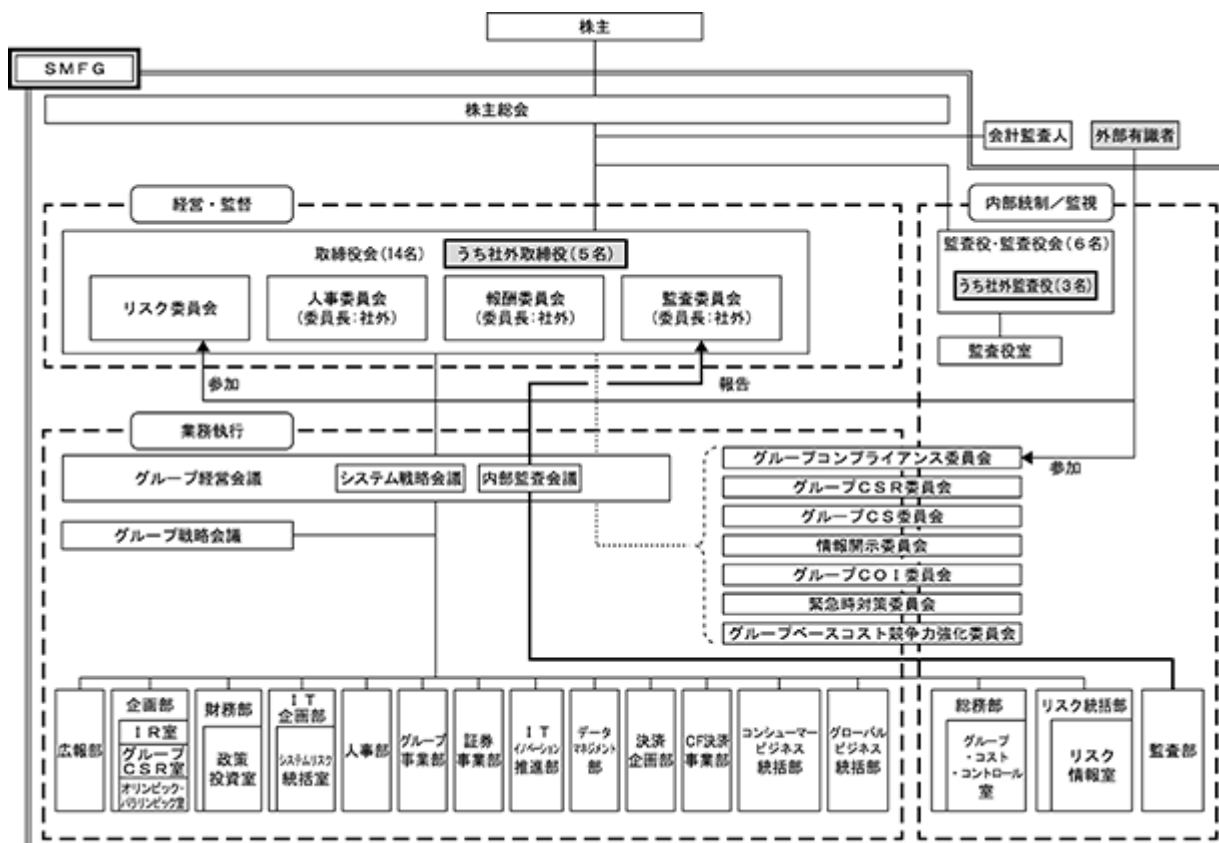 株主
SMFG
株主総会
会計監査人
外部有識者
経営・監督
内部統制/監視
取締役会(14名)
うち社外取締役(5名)
監査役・監査役会(6名)
うち社外監査役(3名)
リスク委員会
人事委員会
(委員長:社外)
報酬委員会
(委員長:社外)
監査委員会
(委員長:社外)
監査役室
参加
報告
業務執行
グループ経営会議
システム戦略会議
内部監査会議
グループコンプライアンス委員会
参加
グループCSR委員会
グループ戦略会議
グループCS委員会
情報開示委員会
グループCOI委員会
緊急時対策委員会
グループベースコスト競争力強化委員会
広報部
企画部
IR室
グループ
CSR室
オリンピック・
パラリンピック室
財務部
政策
投資室
IT
企画部
システムリスク
統括室
人事部
グループ
事業部
証券
事業部
IT
イノベーション
推進部
データ
マネジメント
部
決済
企画部
CF決済
事業部
コンシューマー
ビジネス
統括部
グローバル
ビジネス
統括部
総務部
グループ
・コスト
・コントロール
室
リスク統括部
リスク
情報室
監査部